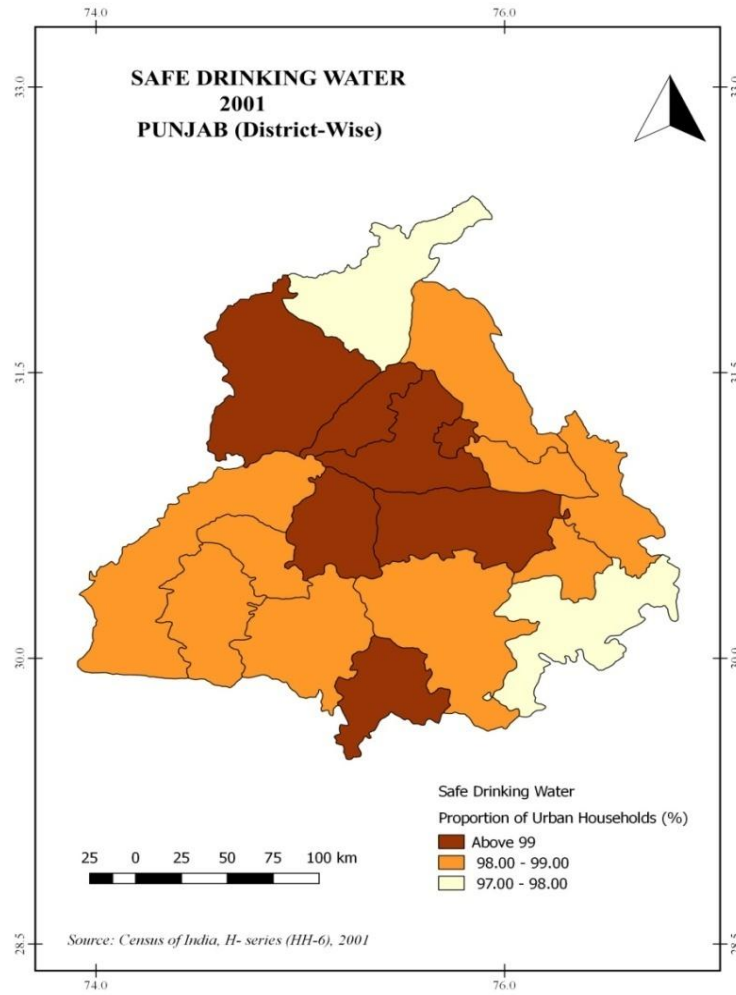 74.0 76.0
33.0 33.0
SAFE DRINKING WATER
2001
PUNJAB (District-Wise)
31.5 31.5
30.0 30.0
Safe Drinking Water
Proportion of Urban Households (%)
Above 99
98.00 - 99.00
97.00 - 98.00
25 0 25 50 75 100 km
Source: Census of India, H- series (HH-6), 2001
28.5 28.5
74.0 76.0